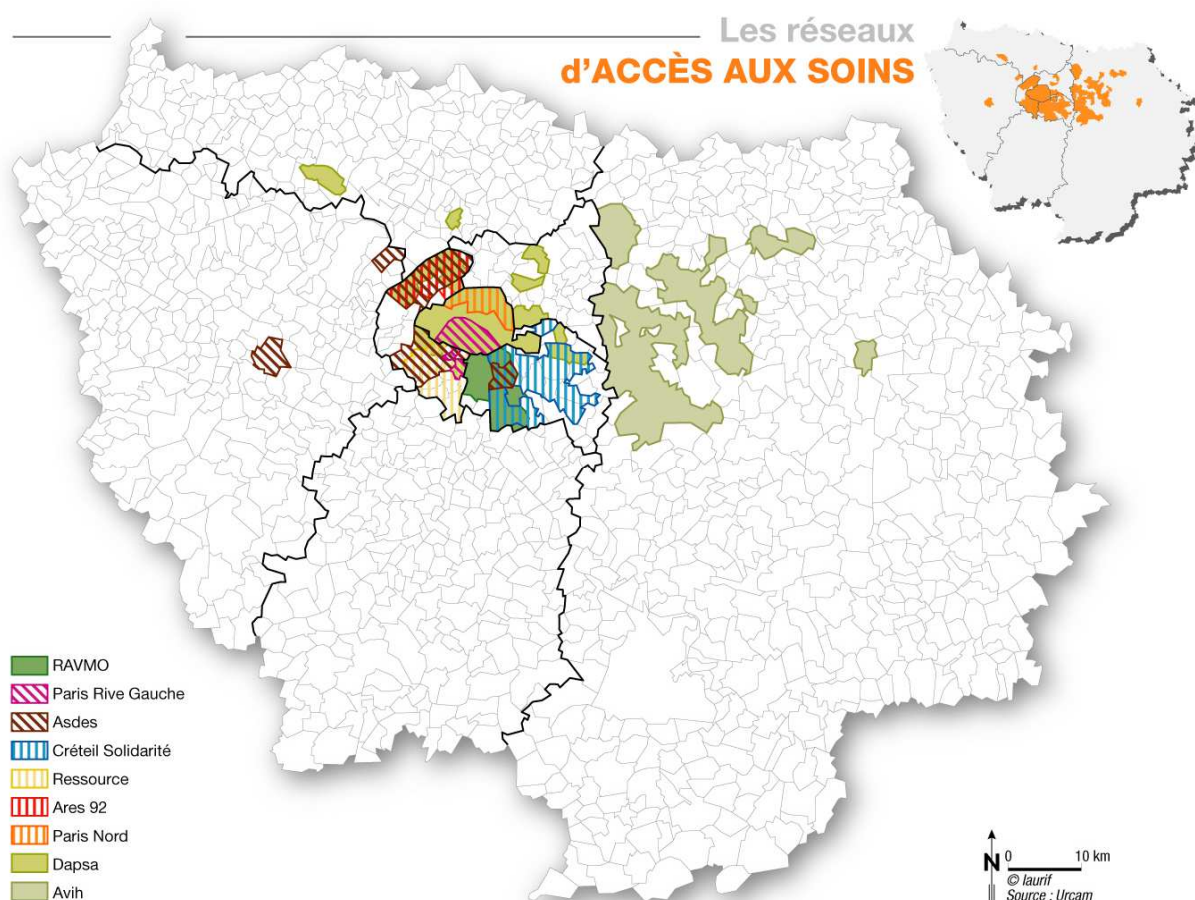 Les réseaux
d'ACCÈS AUX SOINS
RAVMO
Paris Rive Gauche
Asdes
Créteil Solidarité
Ressource
Ares 92
Paris Nord
Dapsa
Avih
N
0 10 km
© Iaurif
Source : Urcam